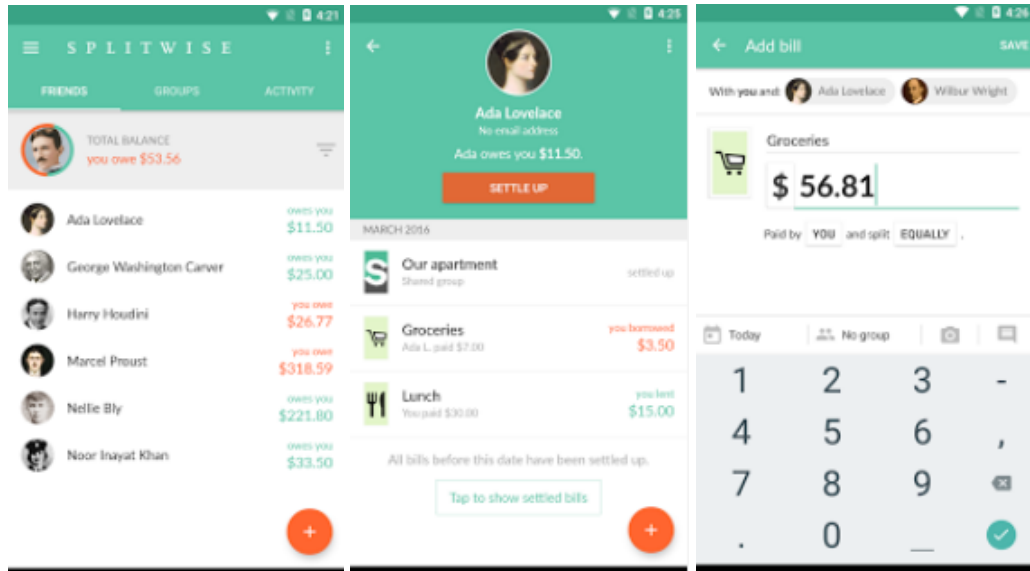 4:21
SPLITWISE
FRIENDS GROUPS ACTIVITY
TOTAL BALANCE
you owe $53.56
Ada Lovelace
owes you
$11.50
George Washington Carver
owes you
$25.00
Harry Houdini
you owe
$26.77
Marcel Proust
you owe
$318.59
Nellie Bly
owes you
$221.80
Noor Inayat Khan
owes you
$33.50
+
4:25
Ada Lovelace
No email address
Ada owes you $11.50.
SETTLE UP
MARCH 2016
Our apartment
Shared group
settled up
Groceries
Ada L. paid $7.00
you borrowed
$3.50
Lunch
You paid $30.00
you lent
$15.00
All bills before this date have been settled up.
Tap to show settled bills
+
4:26
Add bill SAVE
With you and: Ada Lovelace Wilbur Wright
Groceries
$ 56.81
Paid by YOU and split EQUALLY .
Today No group
1 2 3 -
4 5 6 ,
7 8 9
. 0 _